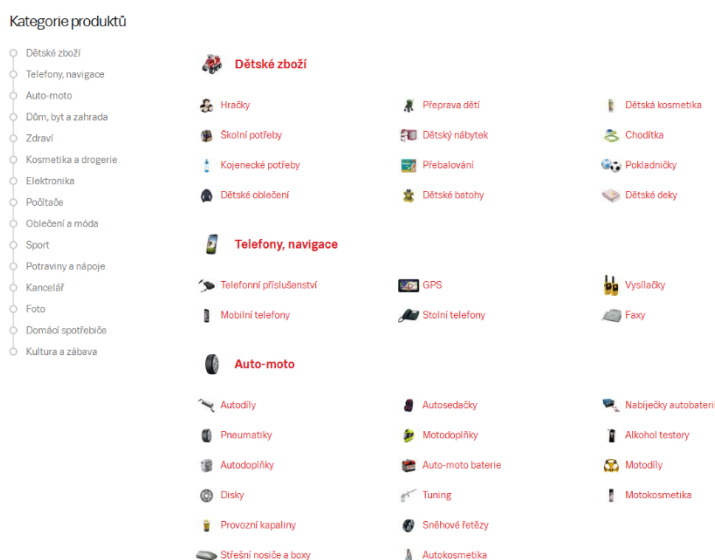 Kategorie produktů
Dětské zboží
Telefony, navigace
Auto-moto
Dům, byt a zahrada
Zdraví
Kosmetika a drogerie
Elektronika
Počítače
Oblečení a móda
Sport
Potraviny a nápoje
Kancelář
Foto
Domácí spotřebiče
Kultura a zábava
Dětské zboží
Hračky
Přeprava dětí
Dětská kosmetika
Školní potřeby
Dětský nábytek
Chodítka
Kojenecké potřeby
Přebalování
Pokladničky
Dětské oblečení
Dětské batohy
Dětské deky
Telefony, navigace
Telefonní příslušenství
GPS
Vysílačky
Mobilní telefony
Stolní telefony
Faxy
Auto-moto
Autodíly
Autosedačky
Nabíječky autobaterií
Pneumatiky
Motodoplňky
Alkohol testery
Autodoplňky
Auto-moto baterie
Motodíly
Disky
Tuning
Motokosmetika
Provozní kapaliny
Sněhové řetězy
Střešní nosiče a boxy
Autokosmetika